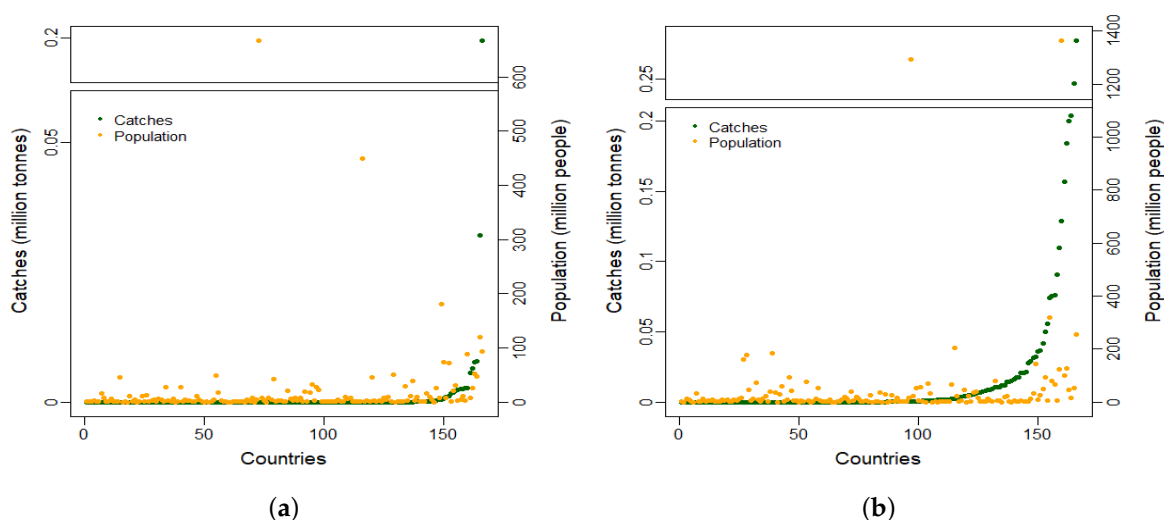 0.2
600
Catches
Population
0.05
500
400
300
200
100
0
0
0 50 100 150
Catches (million tonnes)
Population (million people)
Countries
(a)
0.25
1400
1200
Catches
Population
0.2
0.15
0.1
0.05
0
1000
800
600
400
200
0
0 50 100 150
Catches (million tonnes)
Population (million people)
Countries
(b)